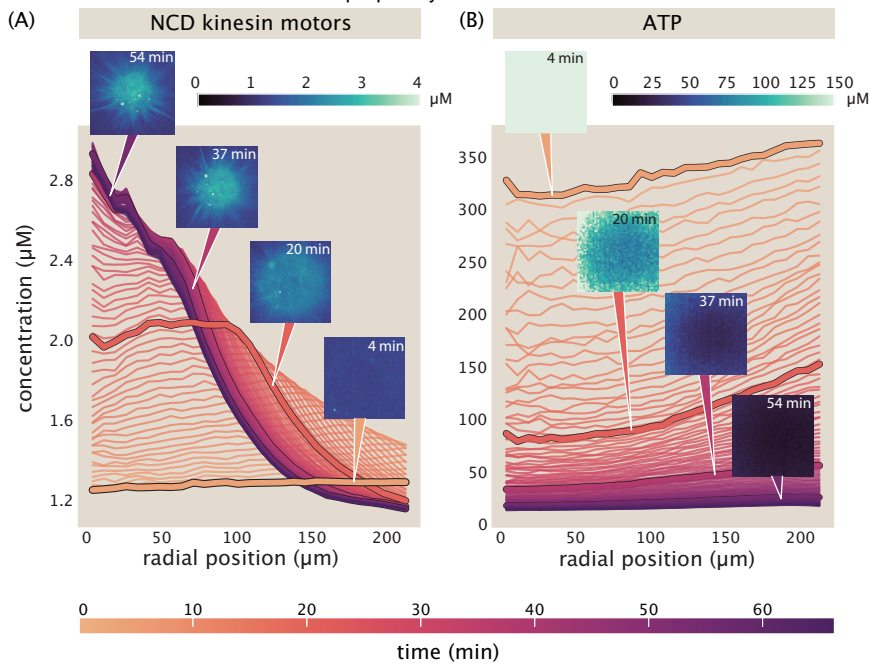 (A)
NCD kinesin motors
(B)
ATP
54 min
0
1
2
3
4
μM
37 min
20 min
4 min
2.8
2.4
2.0
1.6
1.2
concentration (μM)
0
50
100
150
200
radial position (μm)
4 min
0
25
50
75
100
125
150
μM
20 min
37 min
54 min
350
300
250
200
150
100
50
0
0
50
100
150
200
radial position (μm)
0
10
20
30
40
50
60
time (min)